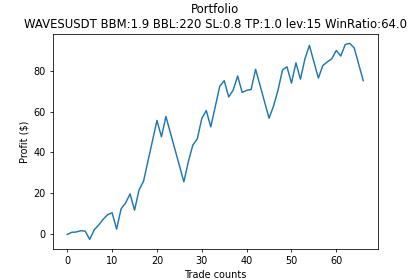 Portfolio
WAVESUSDT BBM:1.9 BBL:220 SL:0.8 TP:1.0 lev:15 WinRatio:64.0
80
60
40
20
0
Profit ($)
0 10 20 30 40 50 60
Trade counts